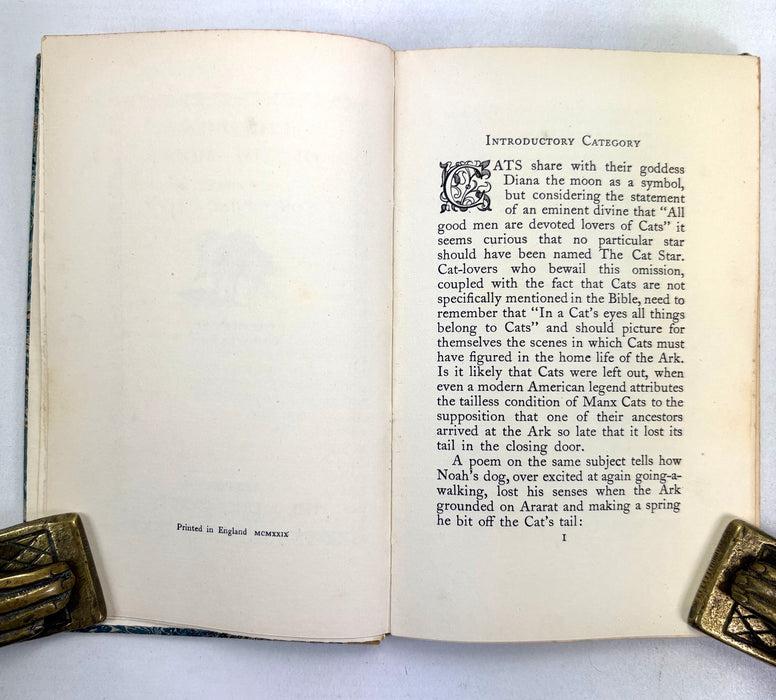 Printed in England MCMXXIX
INTRODUCTORY CATEGORY
CATS share with their goddess
Diana the moon as a symbol,
but considering the statement
of an eminent divine that “All
good men are devoted lovers of Cats” it
seems curious that no particular star
should have been named The Cat Star.
Cat-lovers who bewail this omission,
coupled with the fact that Cats are not
specifically mentioned in the Bible, need to
remember that “In a Cat's eyes all things
belong to Cats” and should picture for
themselves the scenes in which Cats must
have figured in the home life of the Ark.
Is it likely that Cats were left out, when
even a modern American legend attributes
the tailless condition of Manx Cats to the
supposition that one of their ancestors
arrived at the Ark so late that it lost its
tail in the closing door.
A poem on the same subject tells how
Noah's dog, over excited at again going-a-
walking, lost his senses when the Ark
grounded on Ararat and making a spring
he bit off the Cat's tail:
I